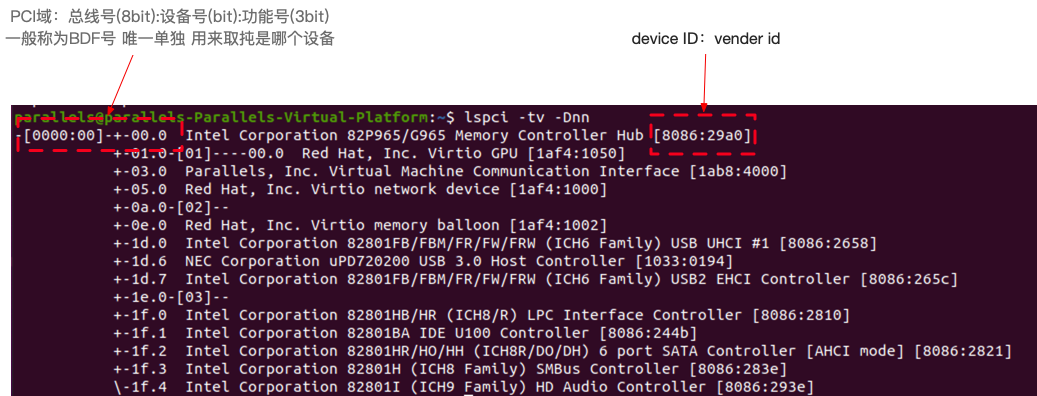 PCI域：总线号(8bit):设备号(bit):功能号(3bit)
一般称为BDF号 唯一单独 用来取扽是哪个设备
device ID：vender id
parallels@parallels-Parallels-Virtual-Platform:~$ lspci -tv -Dnn
-[0000:00]-+-00.0  Intel Corporation 82P965/G965 Memory Controller Hub [8086:29a0]
+-01.0-[01]----00.0  Red Hat, Inc. Virtio GPU [1af4:1050]
+-03.0  Parallels, Inc. Virtual Machine Communication Interface [1ab8:4000]
+-05.0  Red Hat, Inc. Virtio network device [1af4:1000]
+-0a.0-[02]--
+-0e.0  Red Hat, Inc. Virtio memory balloon [1af4:1002]
+-1d.0  Intel Corporation 82801FB/FBM/FR/FW/FRW (ICH6 Family) USB UHCI #1 [8086:2658]
+-1d.6  NEC Corporation uPD720200 USB 3.0 Host Controller [1033:0194]
+-1d.7  Intel Corporation 82801FB/FBM/FR/FW/FRW (ICH6 Family) USB2 EHCI Controller [8086:265c]
+-1e.0-[03]--
+-1f.0  Intel Corporation 82801HB/HR (ICH8/R) LPC Interface Controller [8086:2810]
+-1f.1  Intel Corporation 82801BA IDE U100 Controller [8086:244b]
+-1f.2  Intel Corporation 82801HR/HO/HH (ICH8R/DO/DH) 6 port SATA Controller [AHCI mode] [8086:2821]
+-1f.3  Intel Corporation 82801H (ICH8 Family) SMBus Controller [8086:283e]
\-1f.4  Intel Corporation 82801I (ICH9 Family) HD Audio Controller [8086:293e]